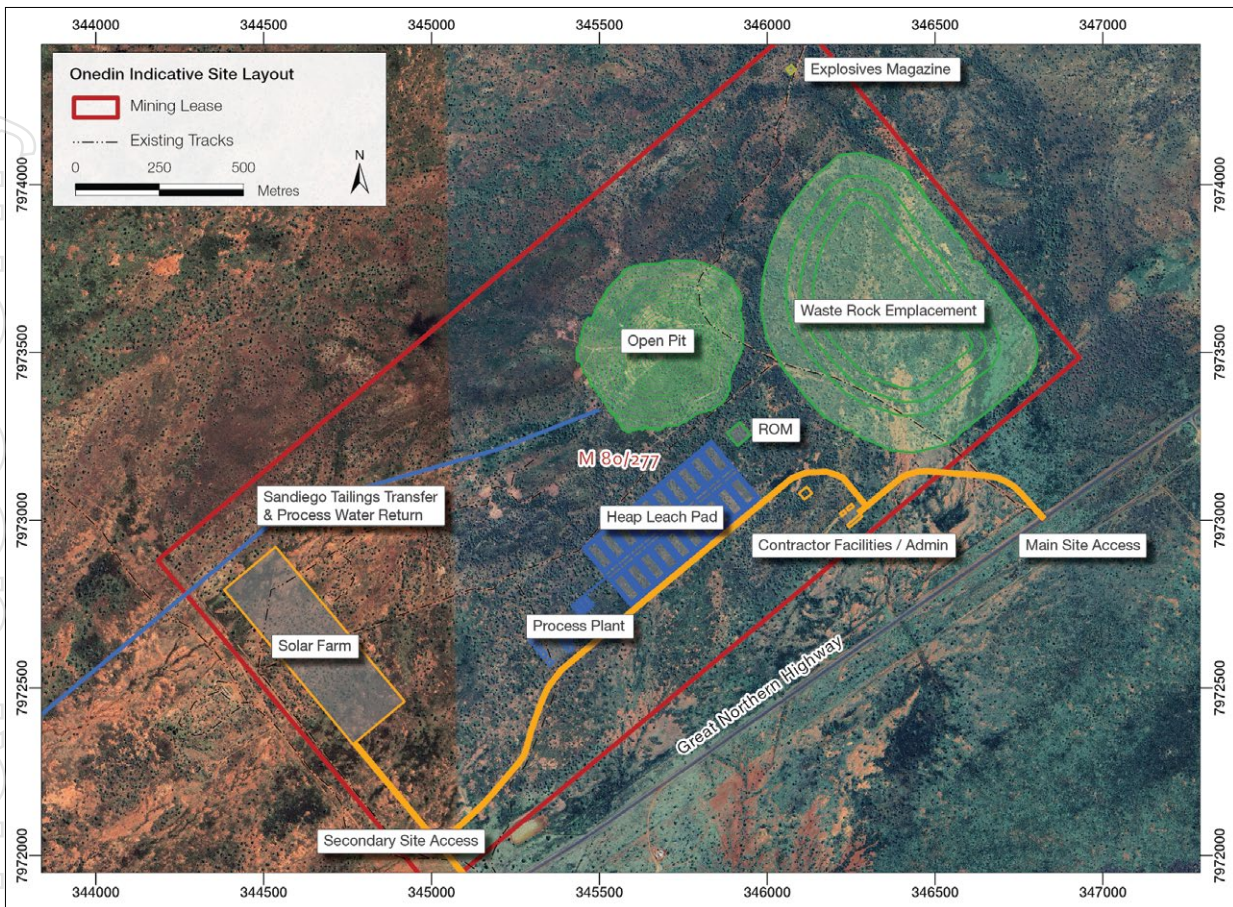 344000
344500
345000
345500
346000
346500
347000
Onedin Indicative Site Layout
Mining Lease
Existing Tracks
0
250
500
Metres
N
Explosives Magazine
7974000
7974000
Waste Rock Emplacement
Open Pit
7973500
7973500
ROM
M 80/277
Sandiego Tailings Transfer
& Process Water Return
Heap Leach Pad
7973000
7973000
Contractor Facilities / Admin
Main Site Access
Process Plant
Solar Farm
7972500
7972500
Great Northern Highway
Secondary Site Access
7972000
7972000
344000
344500
345000
345500
346000
346500
347000